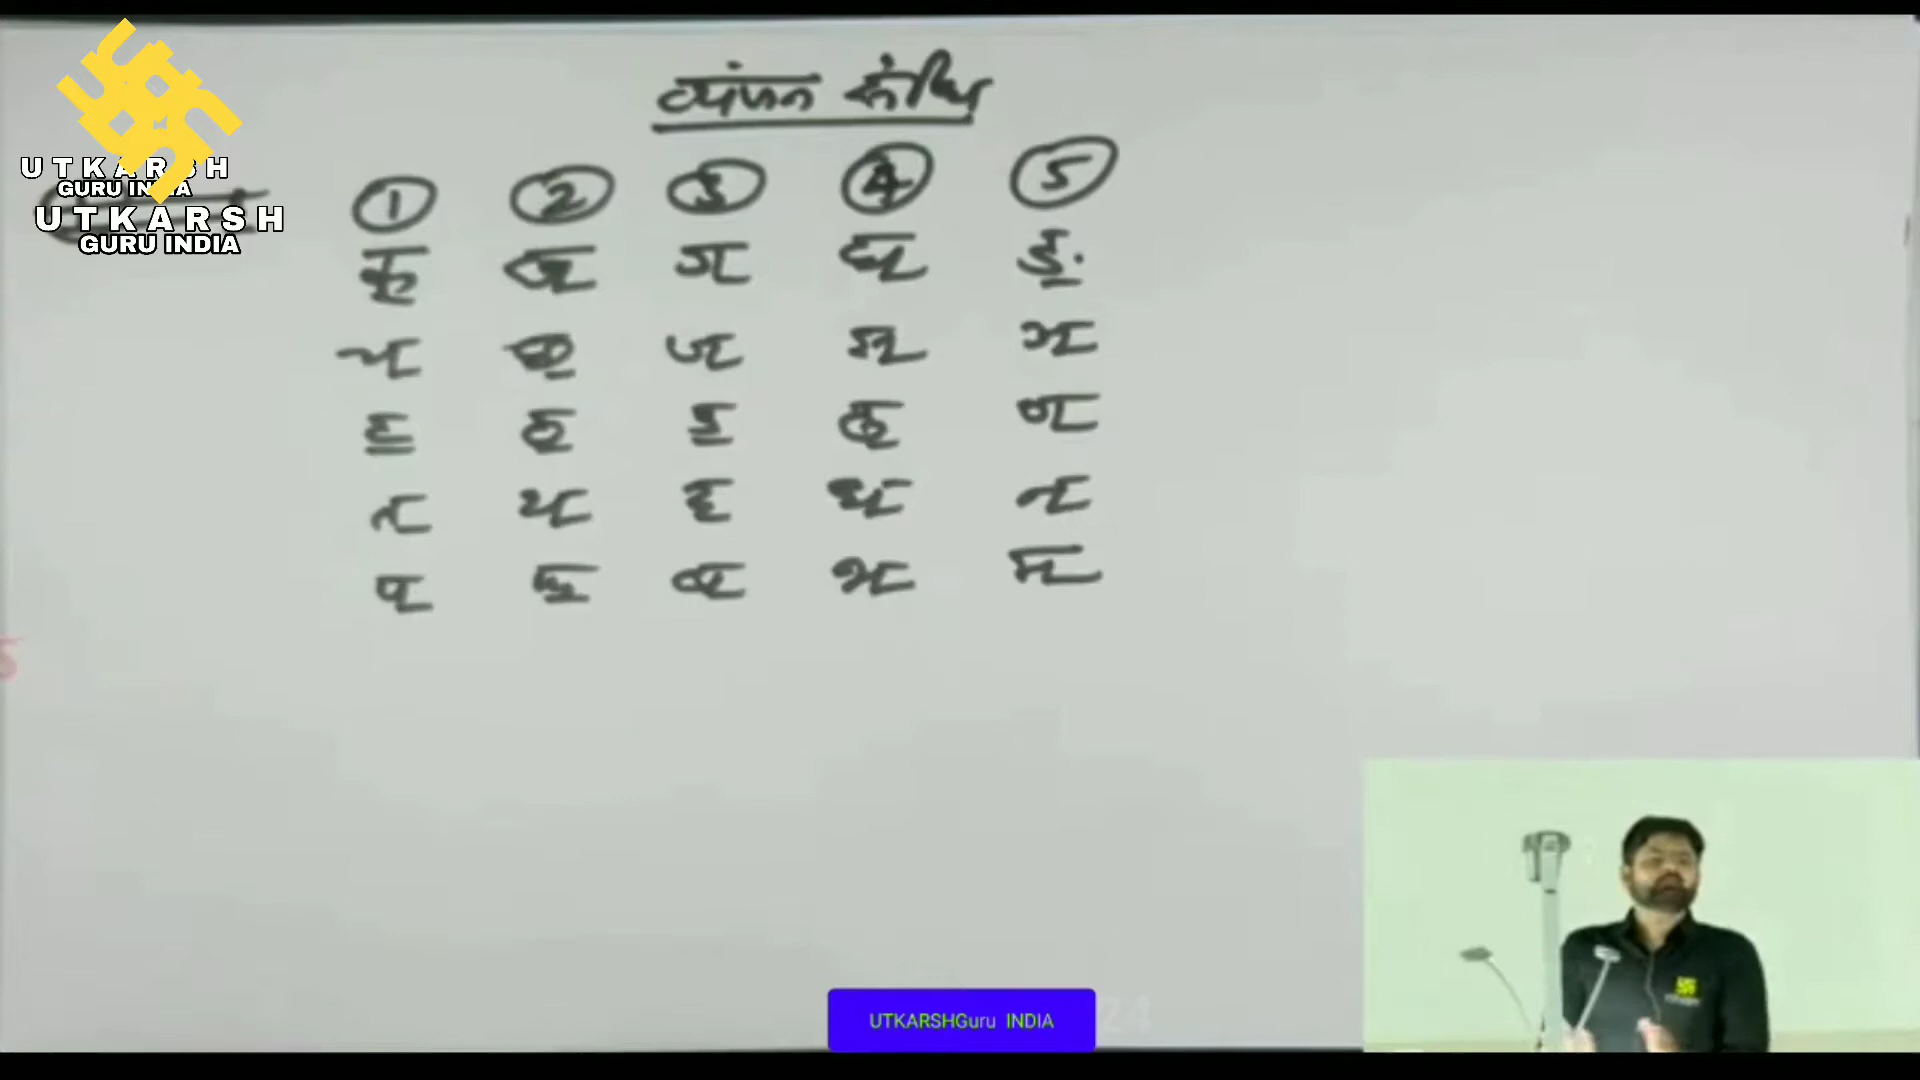 व्यंजन संधि
UTKARSH
GURU INDIA
UTKARSH
GURU INDIA
① ② ③ ④ ⑤
क ख ग घ ङ
च छ ज झ ञ
ट ठ ड ढ ण
त थ द ध न
प फ ब भ म
UTKARSHGuru INDIA